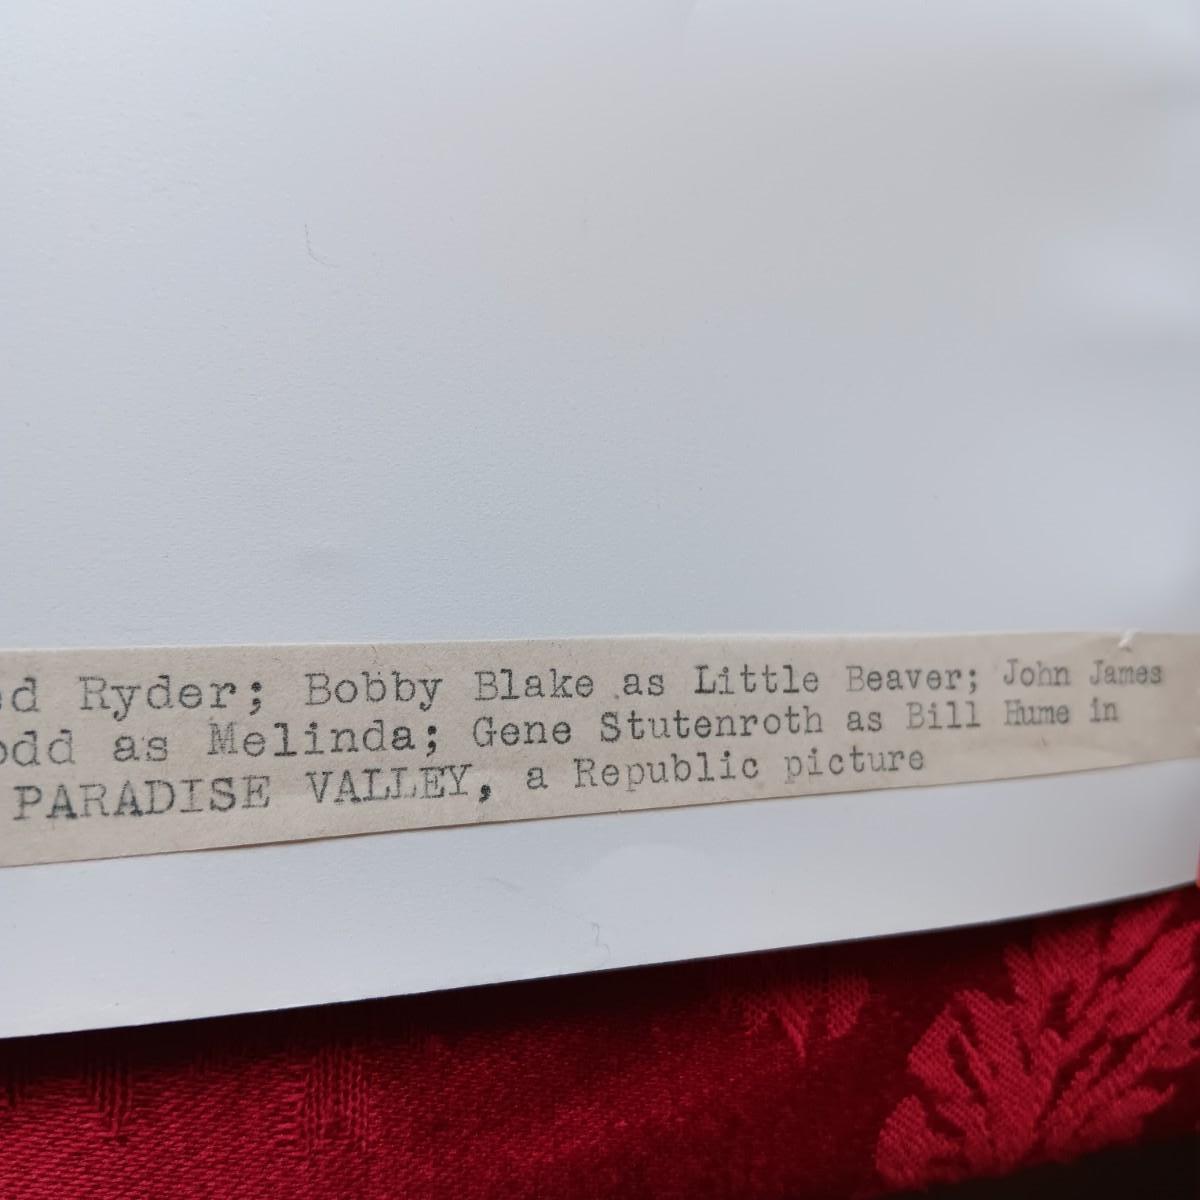 ed Ryder; Bobby Blake as Little Beaver; John James
odd as Melinda; Gene Stutenroth as Bill Hume in
PARADISE VALLEY, a Republic picture